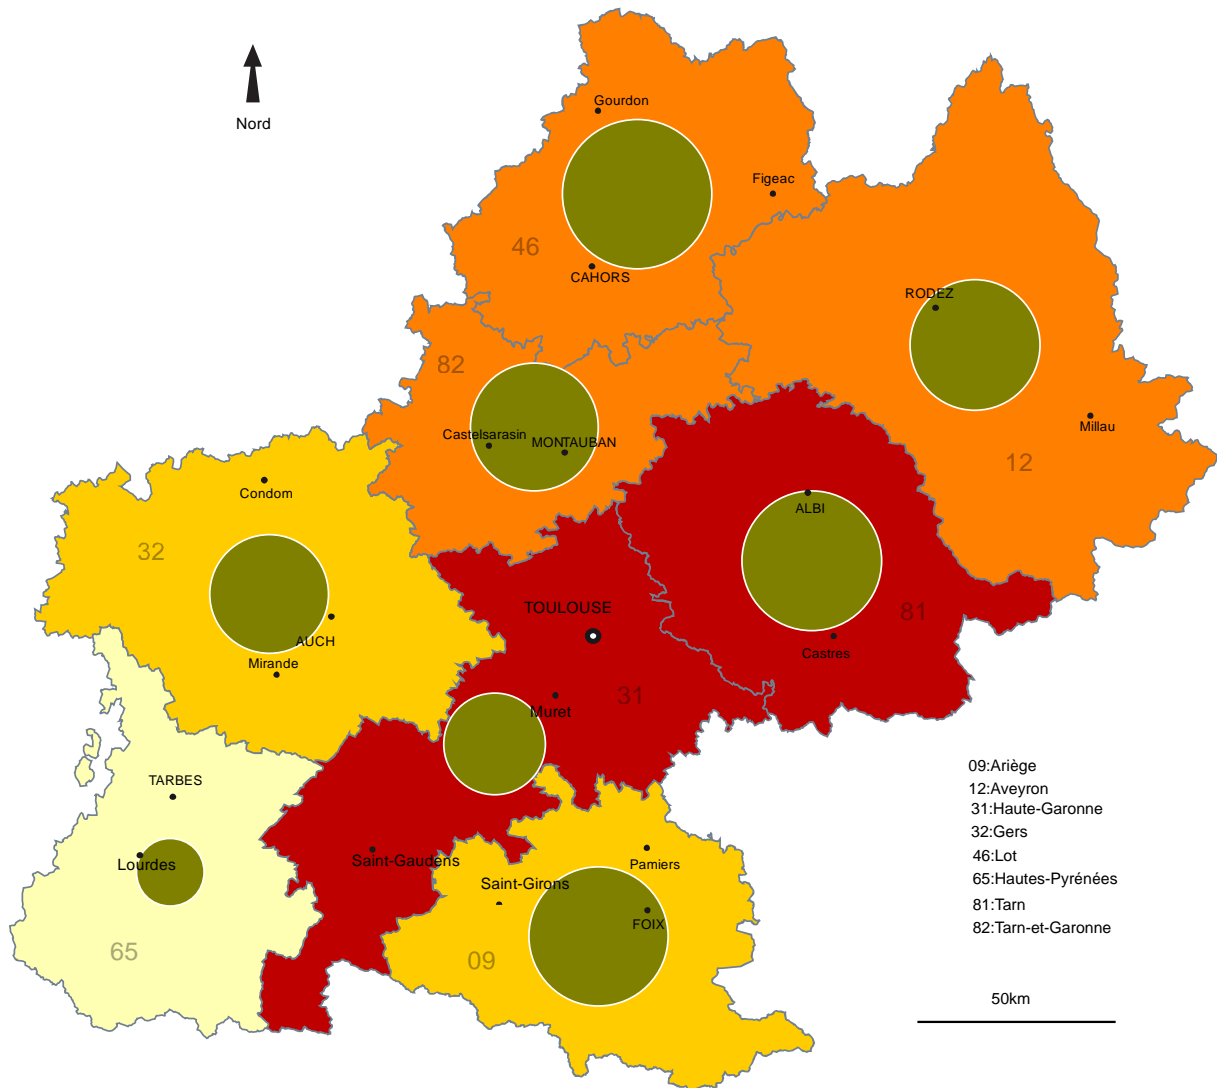 Gourdon
Nord
Figeac
46
CAHORS
RODEZ
82
Castelsarasin
MONTAUBAN
Millau
12
Condom
ALBI
32
TOULOUSE
81
AUCH
Castres
Mirande
31
Muret
09:Ariège
TARBES
12:Aveyron
31:Haute-Garonne
32:Gers
Lourdes
Saint-Gaudens
Pamiers
46:Lot
Saint-Girons
65:Hautes-Pyrénées
81:Tarn
FOIX
82:Tarn-et-Garonne
65
09
50km